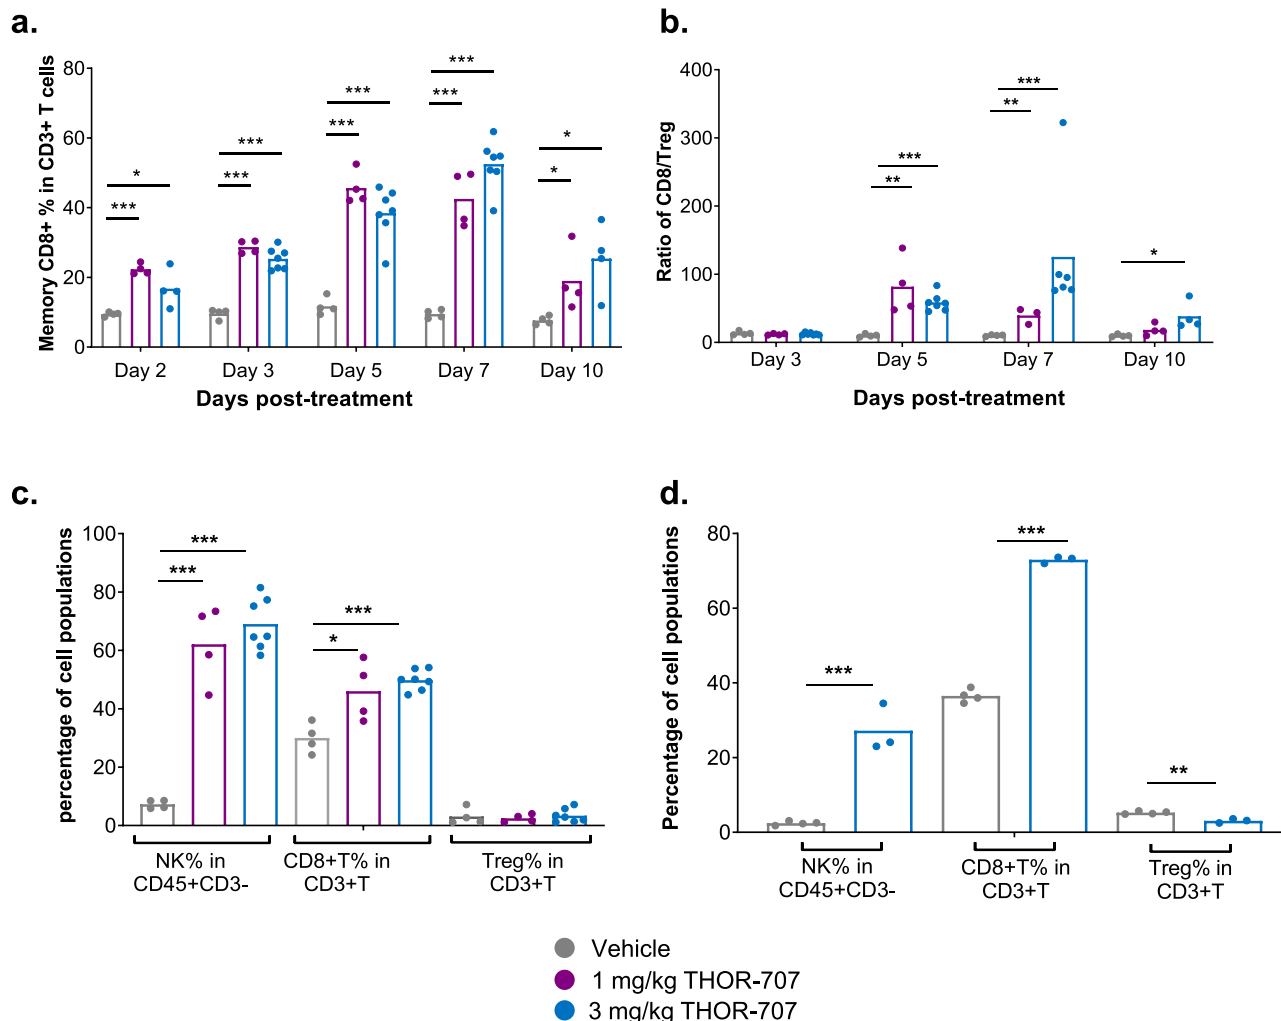 a.
Memory CD8+ % in CD3+ T cells
80
60
40
20
0
***
*
***
***
***
***
***
***
*
*
Day 2
Day 3
Day 5
Day 7
Day 10
Days post-treatment
b.
Ratio of CD8/Treg
400
300
200
100
0
**
***
**
***
*
Day 3
Day 5
Day 7
Day 10
Days post-treatment
c.
percentage of cell populations
100
80
60
40
20
0
***
***
*
***
NK% in
CD45+CD3-
CD8+T% in
CD3+T
Treg% in
CD3+T
d.
Percentage of cell populations
80
60
40
20
0
***
***
**
NK% in
CD45+CD3-
CD8+T% in
CD3+T
Treg% in
CD3+T
Vehicle
1 mg/kg THOR-707
3 mg/kg THOR-707